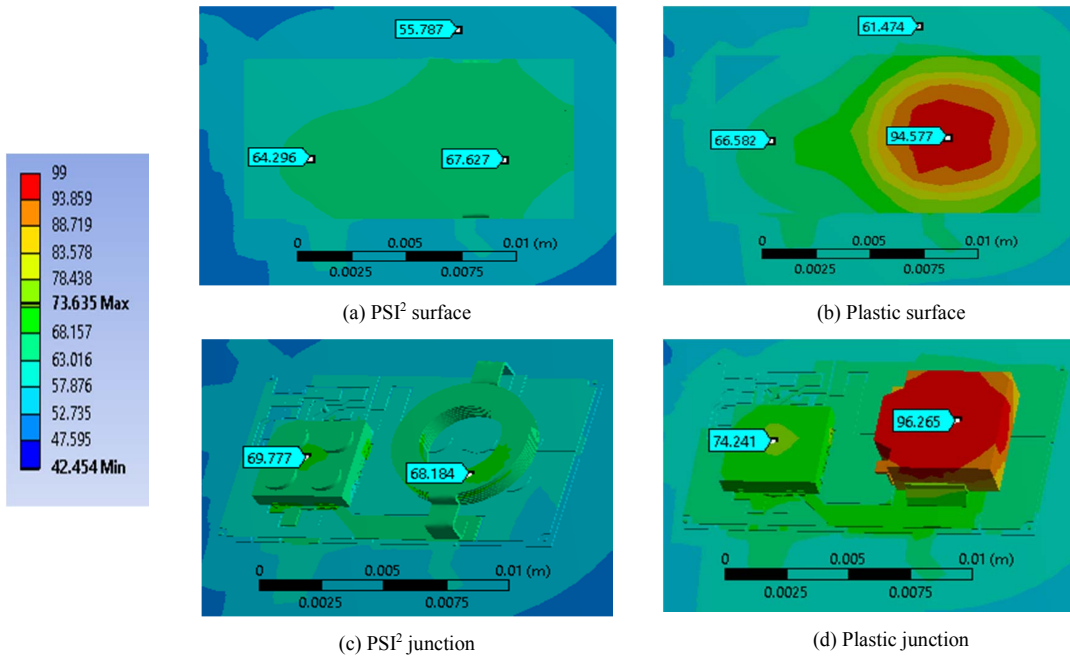 99
93.859
88.719
83.578
78.438
73.635 Max
68.157
63.016
57.876
52.735
47.595
42.454 Min
55.787
64.296
67.627
0 0.005 0.01 (m)
0.0025 0.0075
(a) PSI² surface
61.474
66.582
94.577
0 0.005 0.01 (m)
0.0025 0.0075
(b) Plastic surface
69.777
68.184
0 0.005 0.01 (m)
0.0025 0.0075
(c) PSI² junction
74.241
96.265
0 0.005 0.01 (m)
0.0025 0.0075
(d) Plastic junction